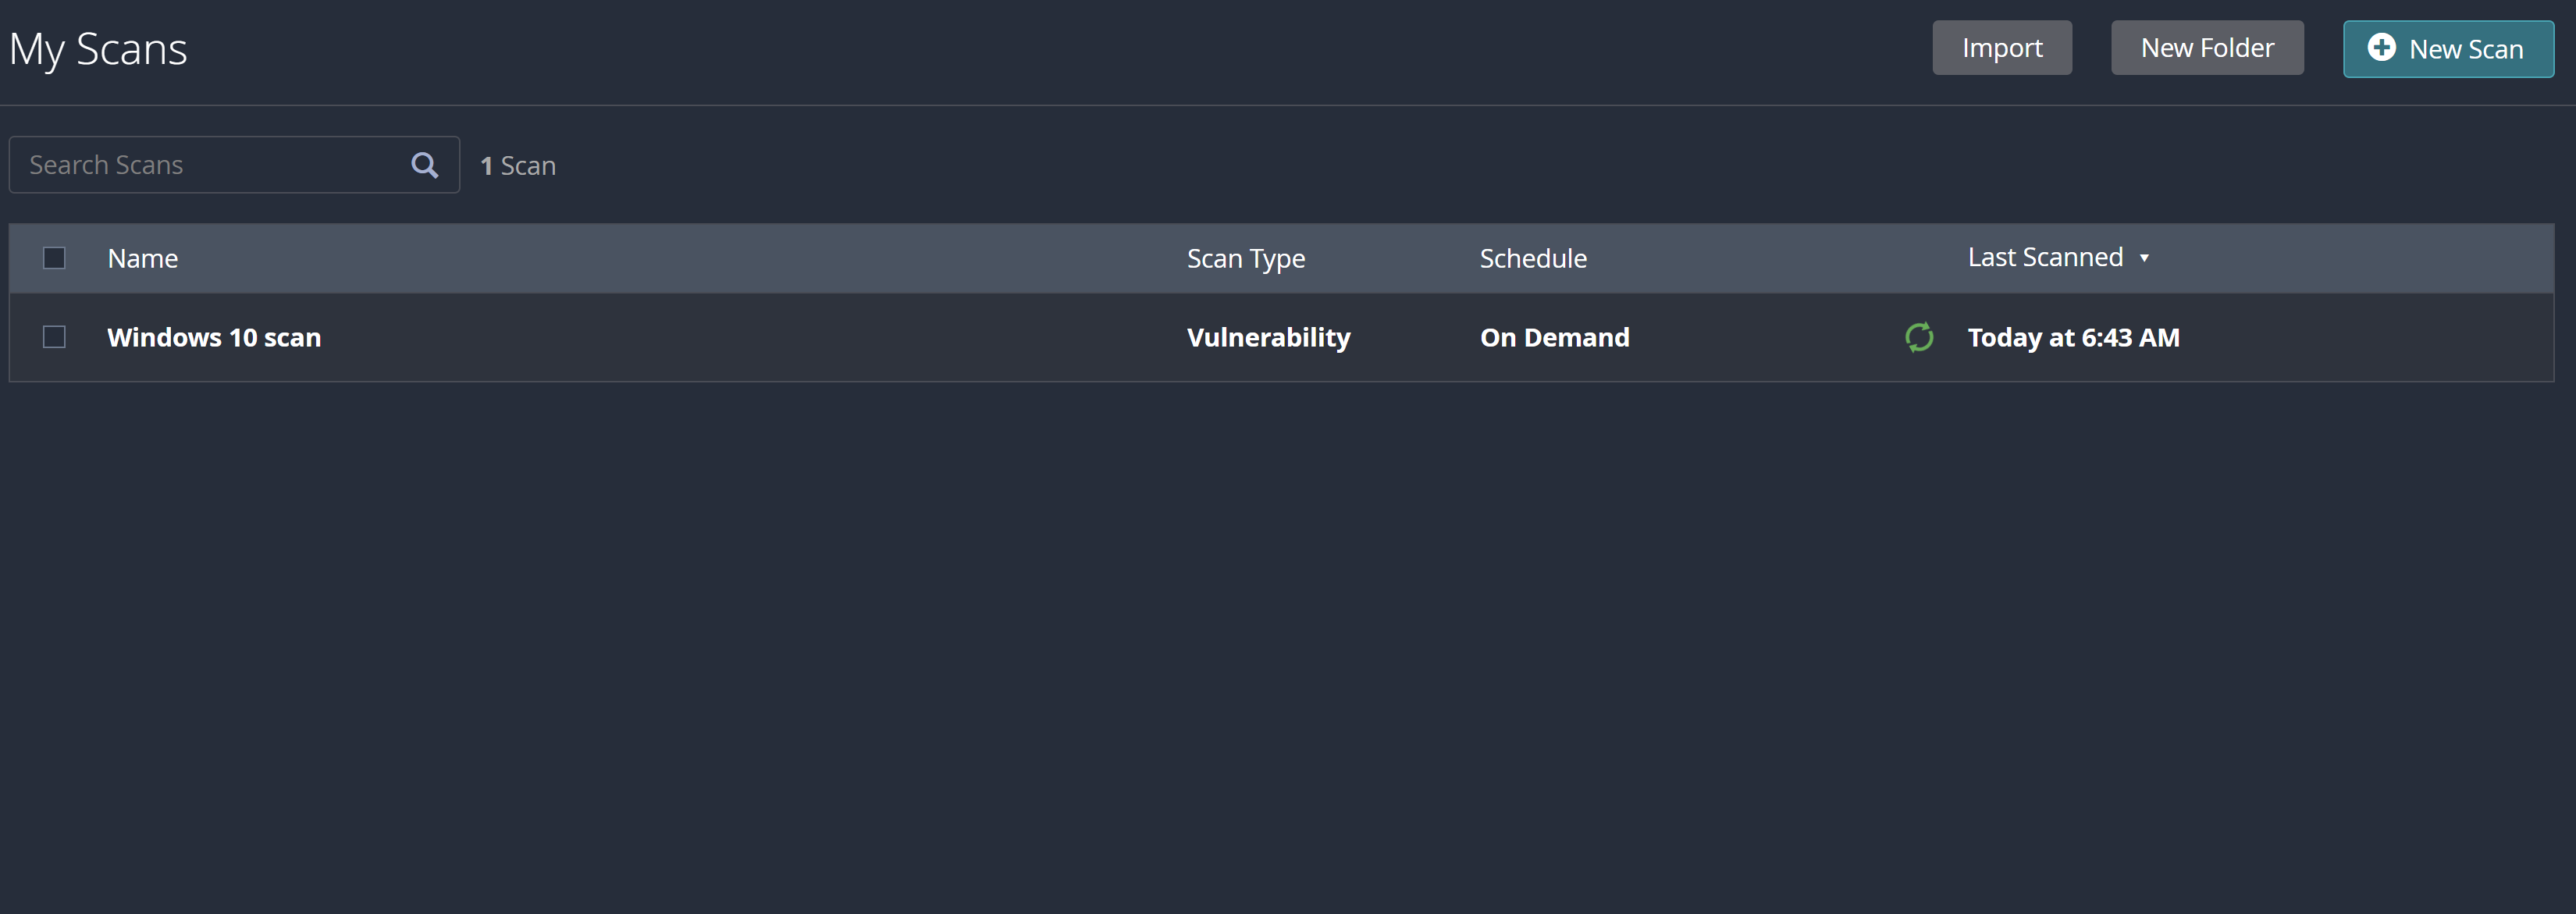 My Scans
Import New Folder New Scan
Search Scans 1 Scan
Name Scan Type Schedule Last Scanned
Windows 10 scan Vulnerability On Demand Today at 6:43 AM